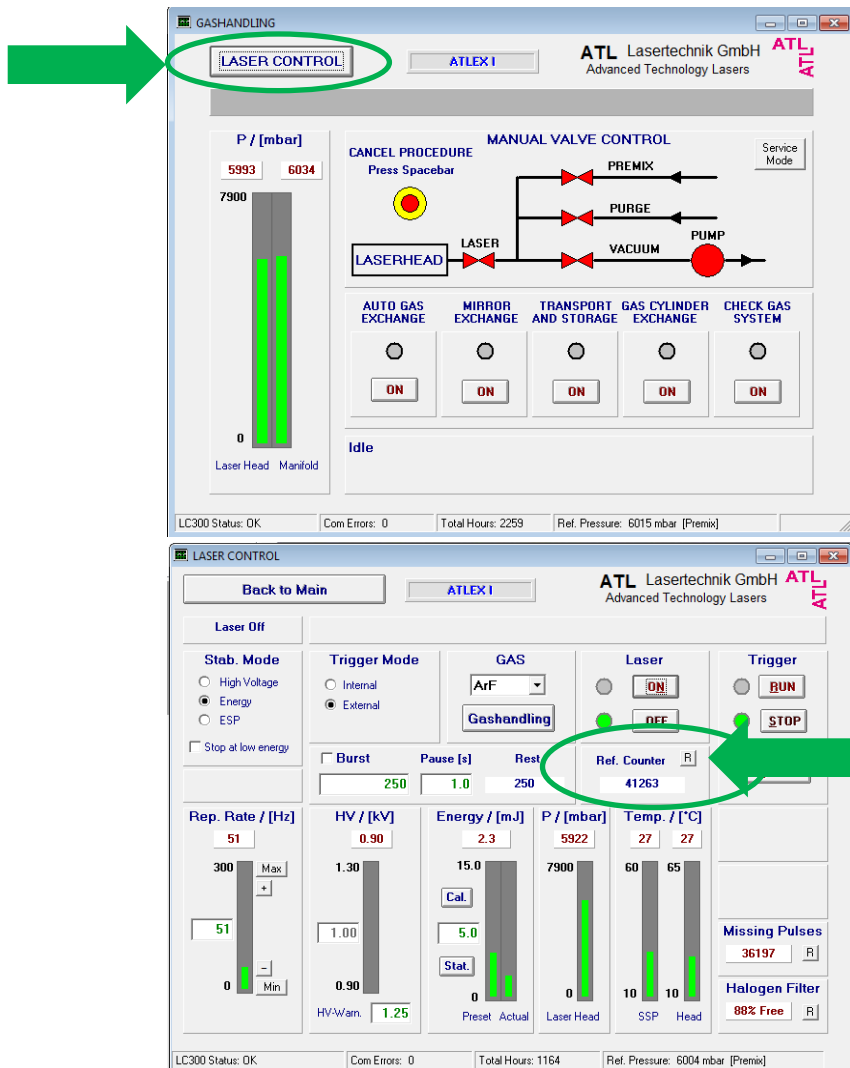 GASHANDLING
LASER CONTROL
ATLEX I
ATL Lasertechnik GmbH
Advanced Technology Lasers
ATL
ATL
P / [mbar]
5993 6034
7900
0
Laser Head Manifold
MANUAL VALVE CONTROL
CANCEL PROCEDURE
Press Spacebar
Service
Mode
PREMIX
PURGE
LASER
VACUUM
PUMP
LASERHEAD
AUTO GAS
EXCHANGE
MIRROR
EXCHANGE
TRANSPORT
AND STORAGE
GAS CYLINDER
EXCHANGE
CHECK GAS
SYSTEM
ON ON ON ON ON
Idle
LC300 Status: OK Com Errors: 0 Total Hours: 2259 Ref. Pressure: 6015 mbar [Premix]
LASER CONTROL
Back to Main
ATLEX I
ATL Lasertechnik GmbH
Advanced Technology Lasers
ATL
ATL
Laser Off
Stab. Mode
High Voltage
Energy
ESP
Stop at low energy
Trigger Mode
Internal
External
GAS
ArF
Gashandling
Laser
ON
OFF
Trigger
RUN
STOP
Burst Pause [s] Rest
250 1.0 250
Ref. Counter R
41263
Rep. Rate / [Hz]
51
300 Max
+
51
–
0 Min
HV / [kV]
0.90
1.30
1.00
0.90
HV-Warn. 1.25
Energy / [mJ]
2.3
15.0
Cal.
5.0
Stat.
0
Preset Actual
P / [mbar]
5922
7900
0
Laser Head
Temp. / [°C]
27 27
60 65
10 10
SSP Head
Missing Pulses
36197 R
Halogen Filter
88% Free R
LC300 Status: OK Com Errors: 0 Total Hours: 1164 Ref. Pressure: 6004 mbar [Premix]